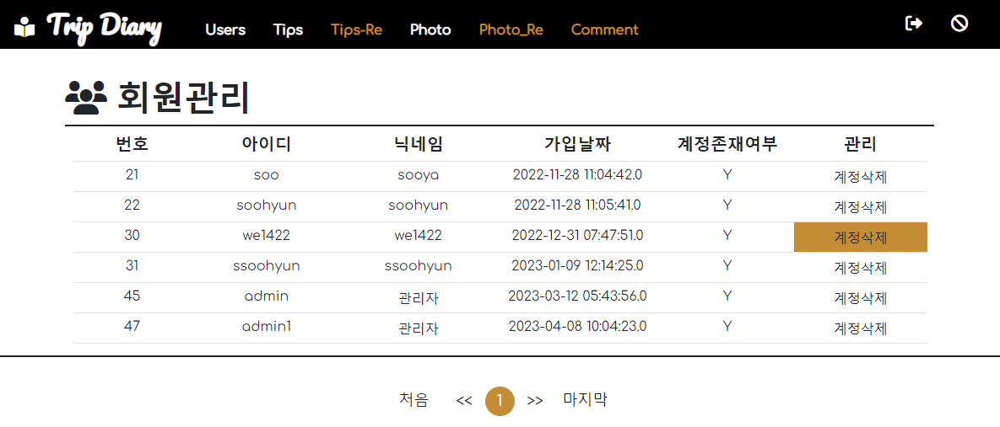 Trip Diary Users Tips Tips-Re Photo Photo_Re Comment
회원관리
번호 아이디 닉네임 가입날짜 계정존재여부 관리
21 soo sooya 2022-11-28 11:04:42.0 Y 계정삭제
22 soohyun soohyun 2022-11-28 11:05:41.0 Y 계정삭제
30 we1422 we1422 2022-12-31 07:47:51.0 Y 계정삭제
31 ssoohyun ssoohyun 2023-01-09 12:14:25.0 Y 계정삭제
45 admin 관리자 2023-03-12 05:43:56.0 Y 계정삭제
47 admin1 관리자 2023-04-08 10:04:23.0 Y 계정삭제
처음 << 1 >> 마지막